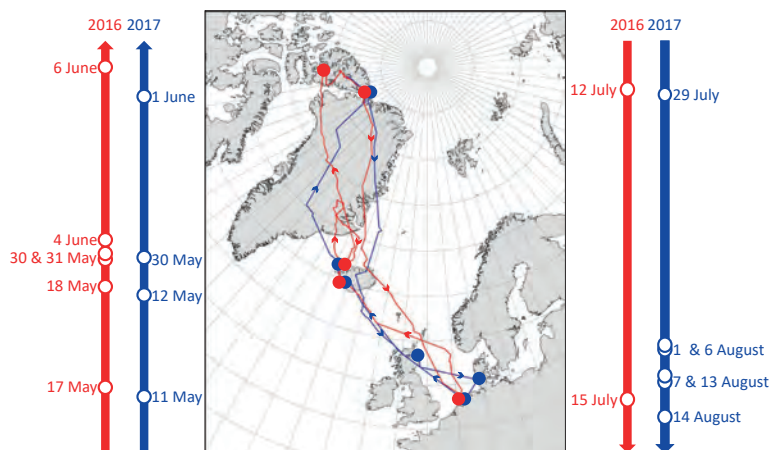 2016 2017
6 June
1 June
4 June
30 & 31 May
30 May
18 May
12 May
17 May
11 May
2016 2017
12 July
29 July
1 & 6 August
7 & 13 August
15 July
14 August